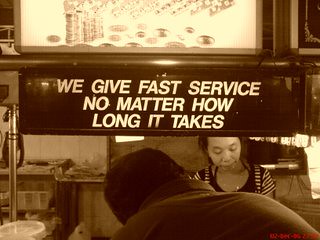 WE GIVE FAST SERVICE
NO MATTER HOW
LONG IT TAKES